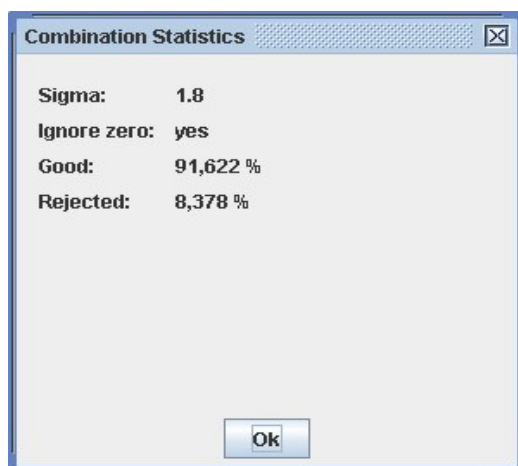 Combination Statistics
Sigma: 1.8
Ignore zero: yes
Good: 91,622 %
Rejected: 8,378 %
Ok